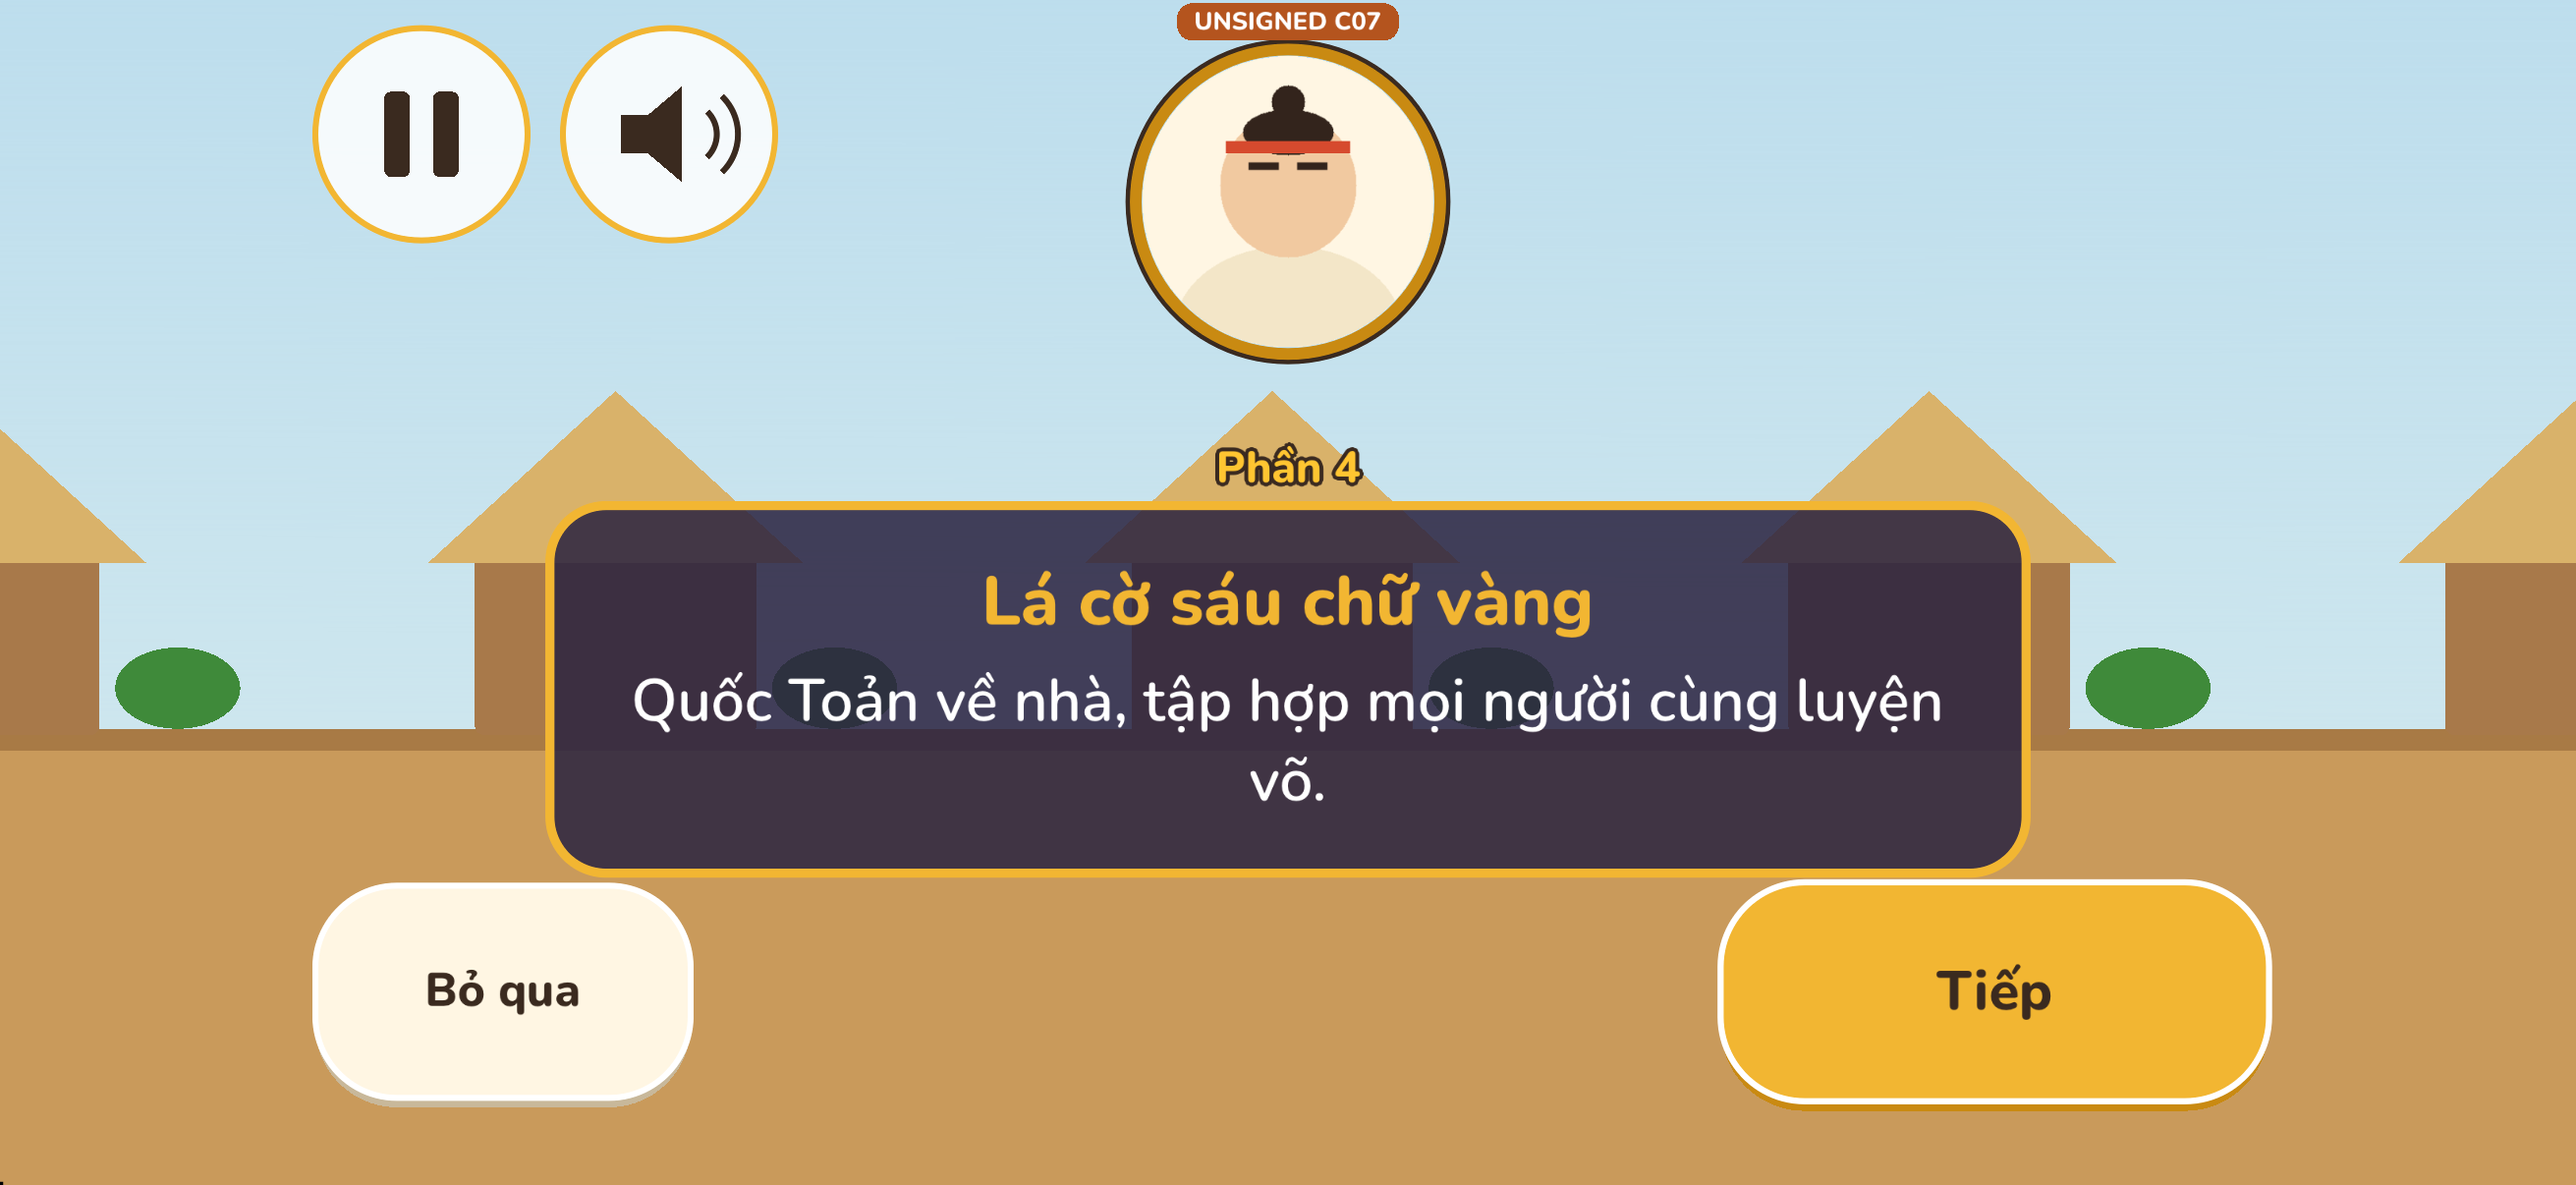 UNSIGNED C07
Phần 4
Lá cờ sáu chữ vàng
Quốc Toản về nhà, tập hợp mọi người cùng luyện
võ.
Bỏ qua
Tiếp